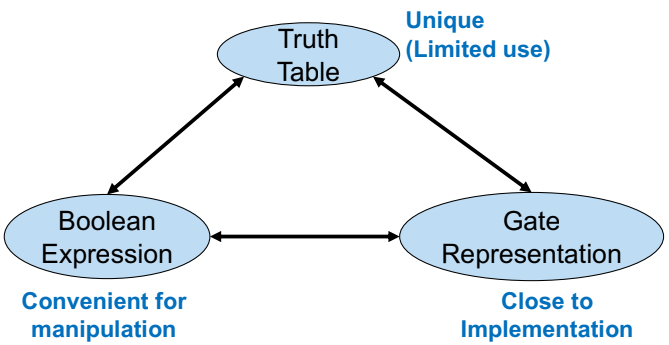 Truth
Table
Unique
(Limited use)
Boolean
Expression
Gate
Representation
Convenient for
manipulation
Close to
Implementation